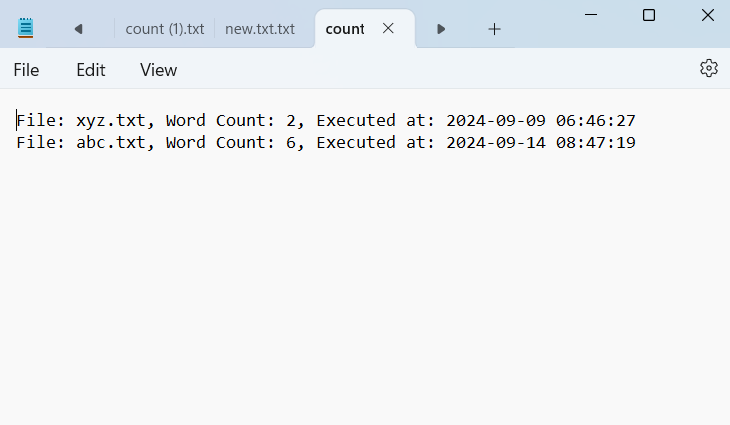 count (1).txt
new.txt.txt
count
File
Edit
View
File: xyz.txt, Word Count: 2, Executed at: 2024-09-09 06:46:27
File: abc.txt, Word Count: 6, Executed at: 2024-09-14 08:47:19